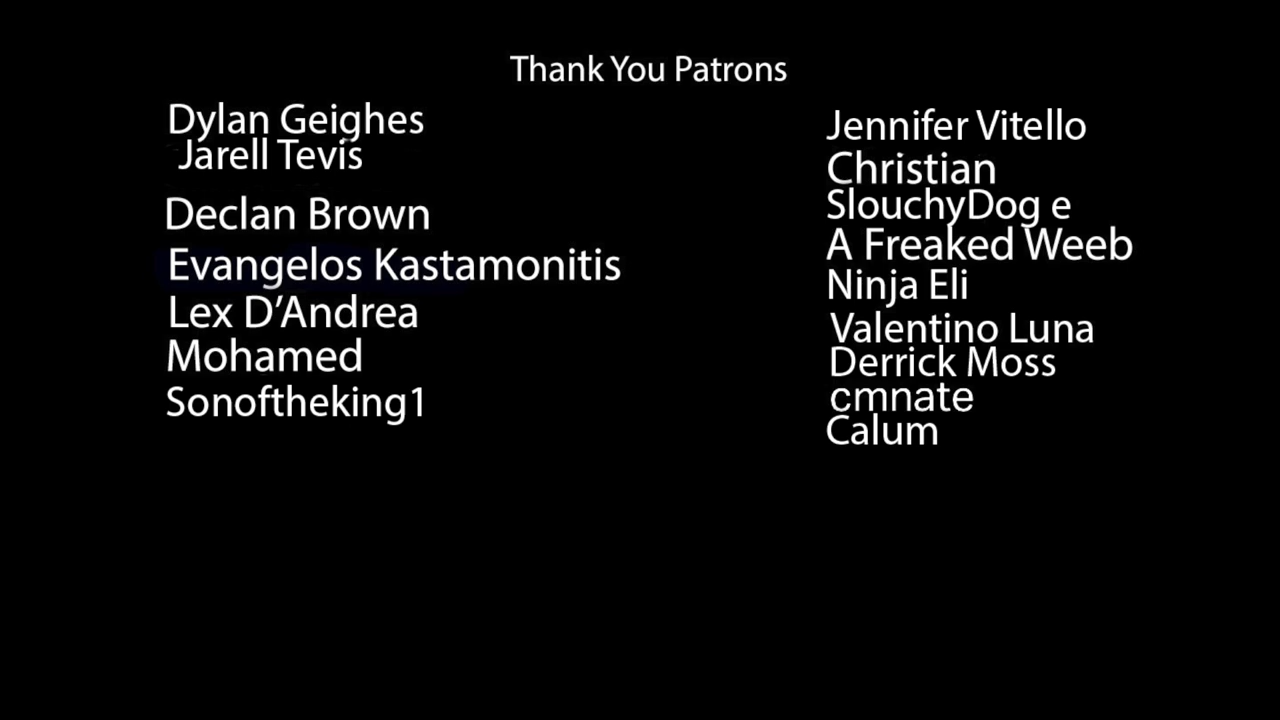 Thank You Patrons
Dylan Geighes
Jarell Tevis
Declan Brown
Evangelos Kastamonitis
Lex D’Andrea
Mohamed
Sonoftheking1
Jennifer Vitello
Christian
SlouchyDog e
A Freaked Weeb
Ninja Eli
Valentino Luna
Derrick Moss
cmnate
Calum